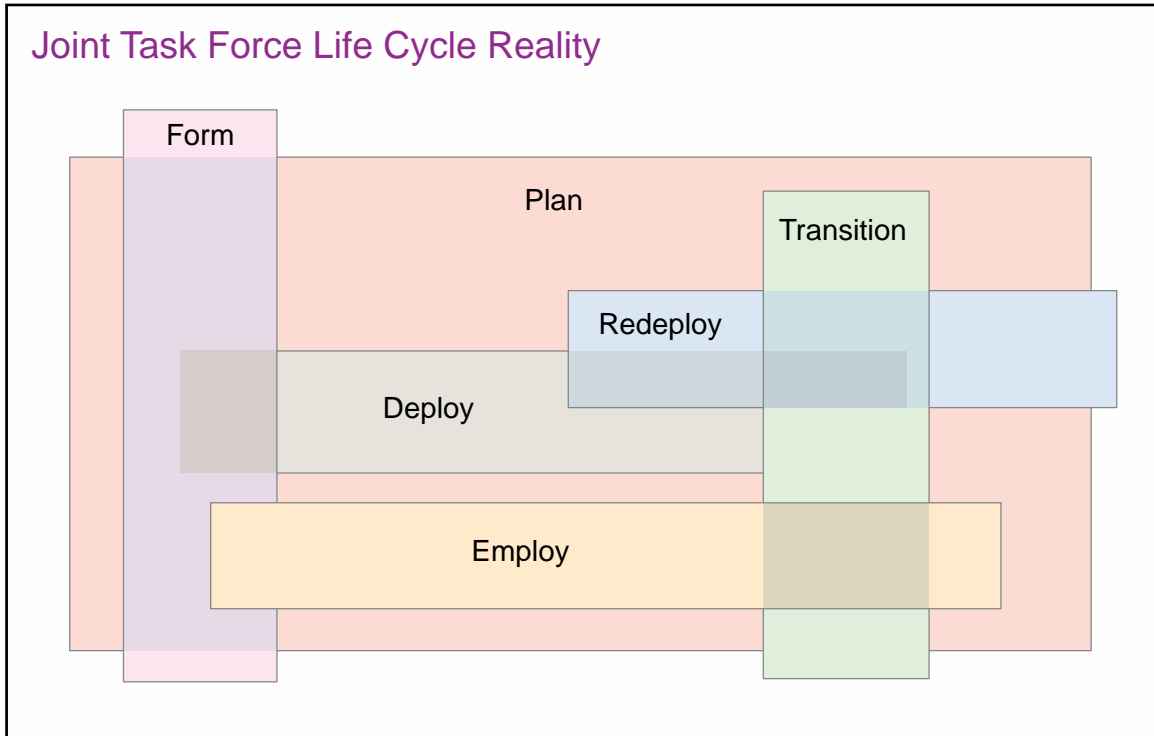 Joint Task Force Life Cycle Reality
Form
Plan
Transition
Redeploy
Deploy
Employ